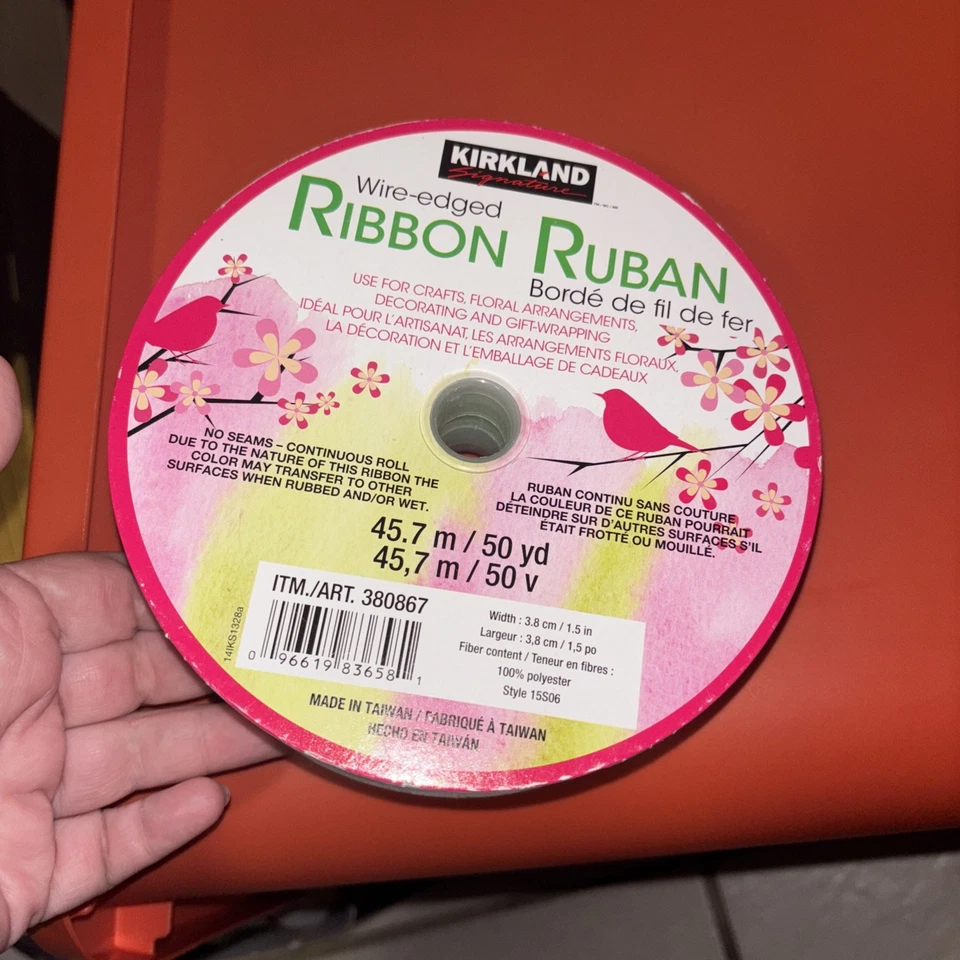 KIRKLAND
Signature
Wire-edged
RIBBON RUBAN
Bordé de fil de fer
USE FOR CRAFTS, FLORAL ARRANGEMENTS,
DECORATING AND GIFT-WRAPPING
IDÉAL POUR L'ARTISANAT, LES ARRANGEMENTS FLORAUX,
LA DÉCORATION ET L'EMBALLAGE DE CADEAUX
NO SEAMS – CONTINUOUS ROLL
DUE TO THE NATURE OF THIS RIBBON THE
COLOR MAY TRANSFER TO OTHER
SURFACES WHEN RUBBED AND/OR WET.
RUBAN CONTINU SANS COUTURE
LA COULEUR DE CE RUBAN POURRAIT
DÉTEINDRE SUR D'AUTRES SURFACES S'IL
ÉTAIT FROTTÉ OU MOUILLÉ.
45.7 m / 50 yd
45,7 m / 50 v
ITM./ART. 380867
0 96619 83658 1
14IKS1328a
Width : 3.8 cm / 1.5 in
Largeur : 3,8 cm / 1,5 po
Fiber content / Teneur en fibres :
100% polyester
Style 15S06
MADE IN TAIWAN / FABRIQUÉ À TAIWAN
HECHO EN TAIWÁN